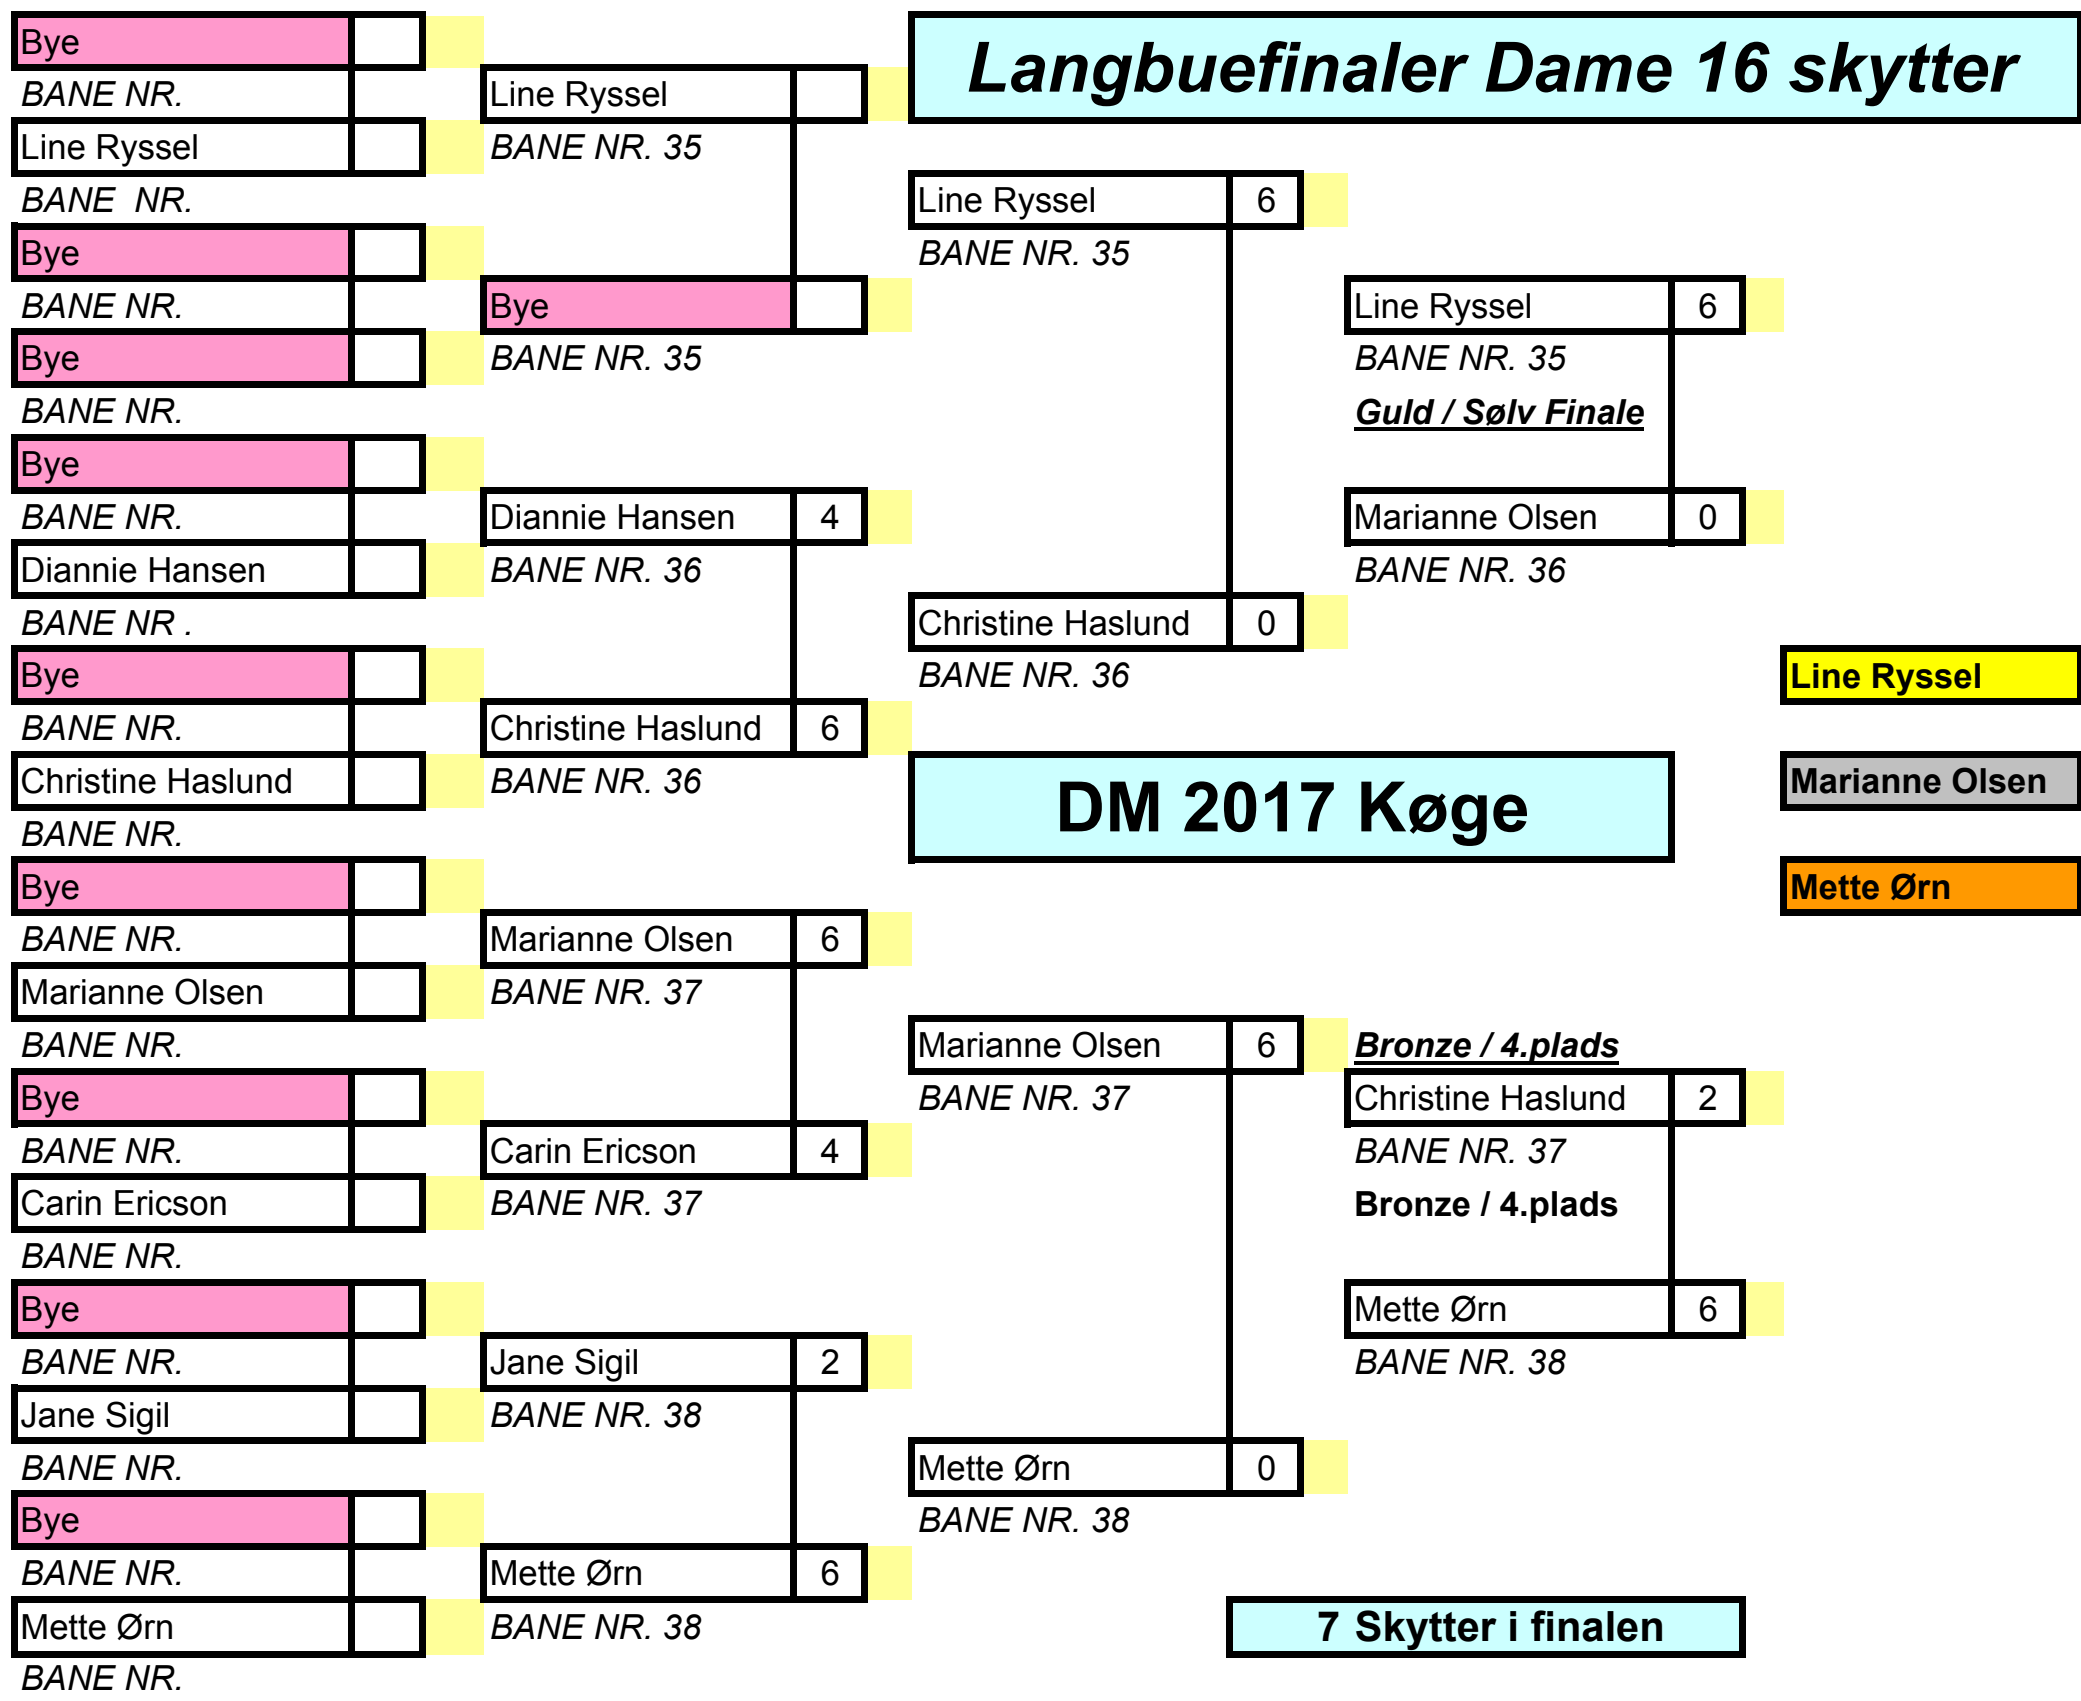 Langbuefinaler Dame 16 skytter
Bye
BANE NR.
Line Ryssel
BANE  NR.
Bye
BANE NR.
Bye
BANE NR.
Bye
BANE NR.
Diannie Hansen
BANE NR .
Bye
BANE NR.
Christine Haslund
BANE NR.
Bye
BANE NR.
Marianne Olsen
BANE NR.
Bye
BANE NR.
Carin Ericson
BANE NR.
Bye
BANE NR.
Jane Sigil
BANE NR.
Bye
BANE NR.
Mette Ørn
BANE NR.
Line Ryssel
BANE NR. 35
Bye
BANE NR. 35
Diannie Hansen 4
BANE NR. 36
Christine Haslund 6
BANE NR. 36
Marianne Olsen 6
BANE NR. 37
Carin Ericson 4
BANE NR. 37
Jane Sigil 2
BANE NR. 38
Mette Ørn 6
BANE NR. 38
Line Ryssel 6
BANE NR. 35
Christine Haslund 0
BANE NR. 36
DM 2017 Køge
Marianne Olsen 6
BANE NR. 37
Mette Ørn 0
BANE NR. 38
Line Ryssel 6
BANE NR. 35
Guld / Sølv Finale
Marianne Olsen 0
BANE NR. 36
Bronze / 4.plads
Christine Haslund 2
BANE NR. 37
Bronze / 4.plads
Mette Ørn 6
BANE NR. 38
7 Skytter i finalen
Line Ryssel
Marianne Olsen
Mette Ørn